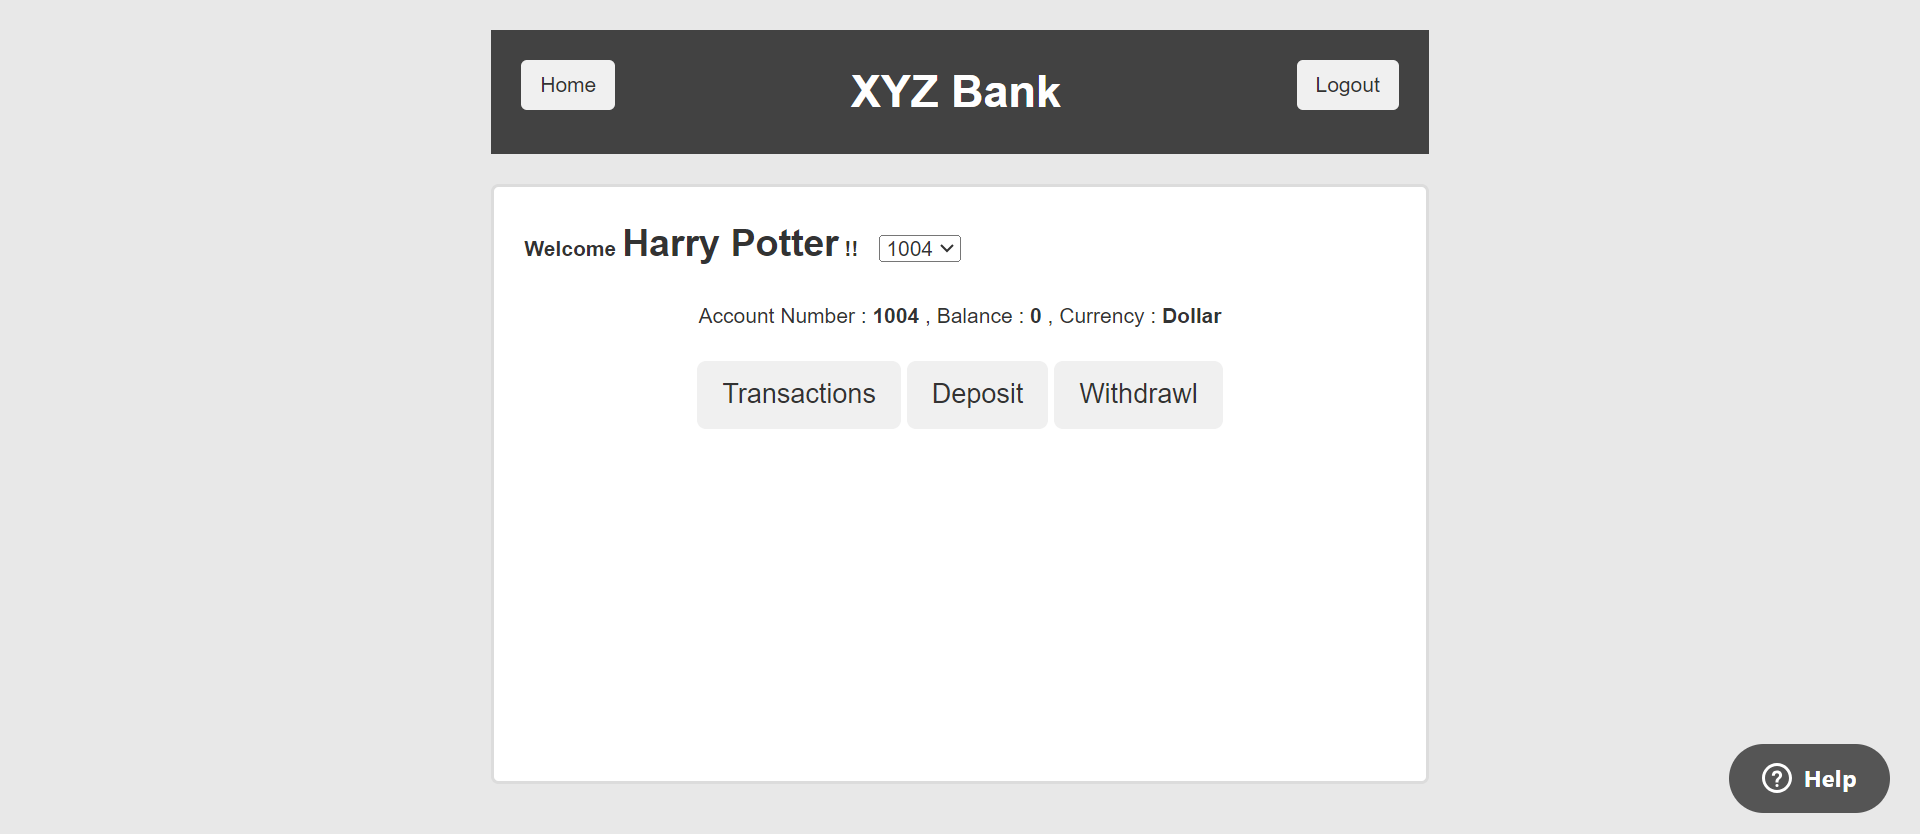 Home XYZ Bank Logout
Welcome Harry Potter !! 1004
Account Number : 1004 , Balance : 0 , Currency : Dollar
Transactions Deposit Withdrawl
Help